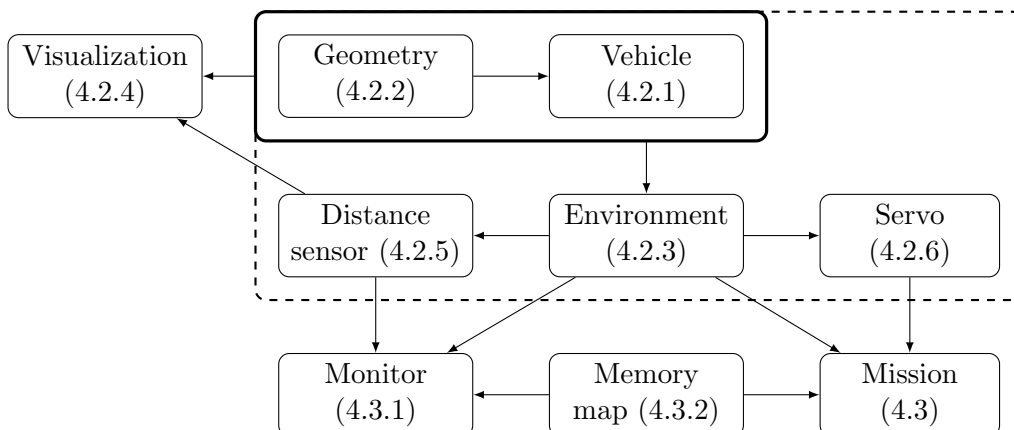 Visualization
(4.2.4)
Geometry
(4.2.2)
Vehicle
(4.2.1)
Distance
sensor (4.2.5)
Environment
(4.2.3)
Servo
(4.2.6)
Monitor
(4.3.1)
Memory
map (4.3.2)
Mission
(4.3)